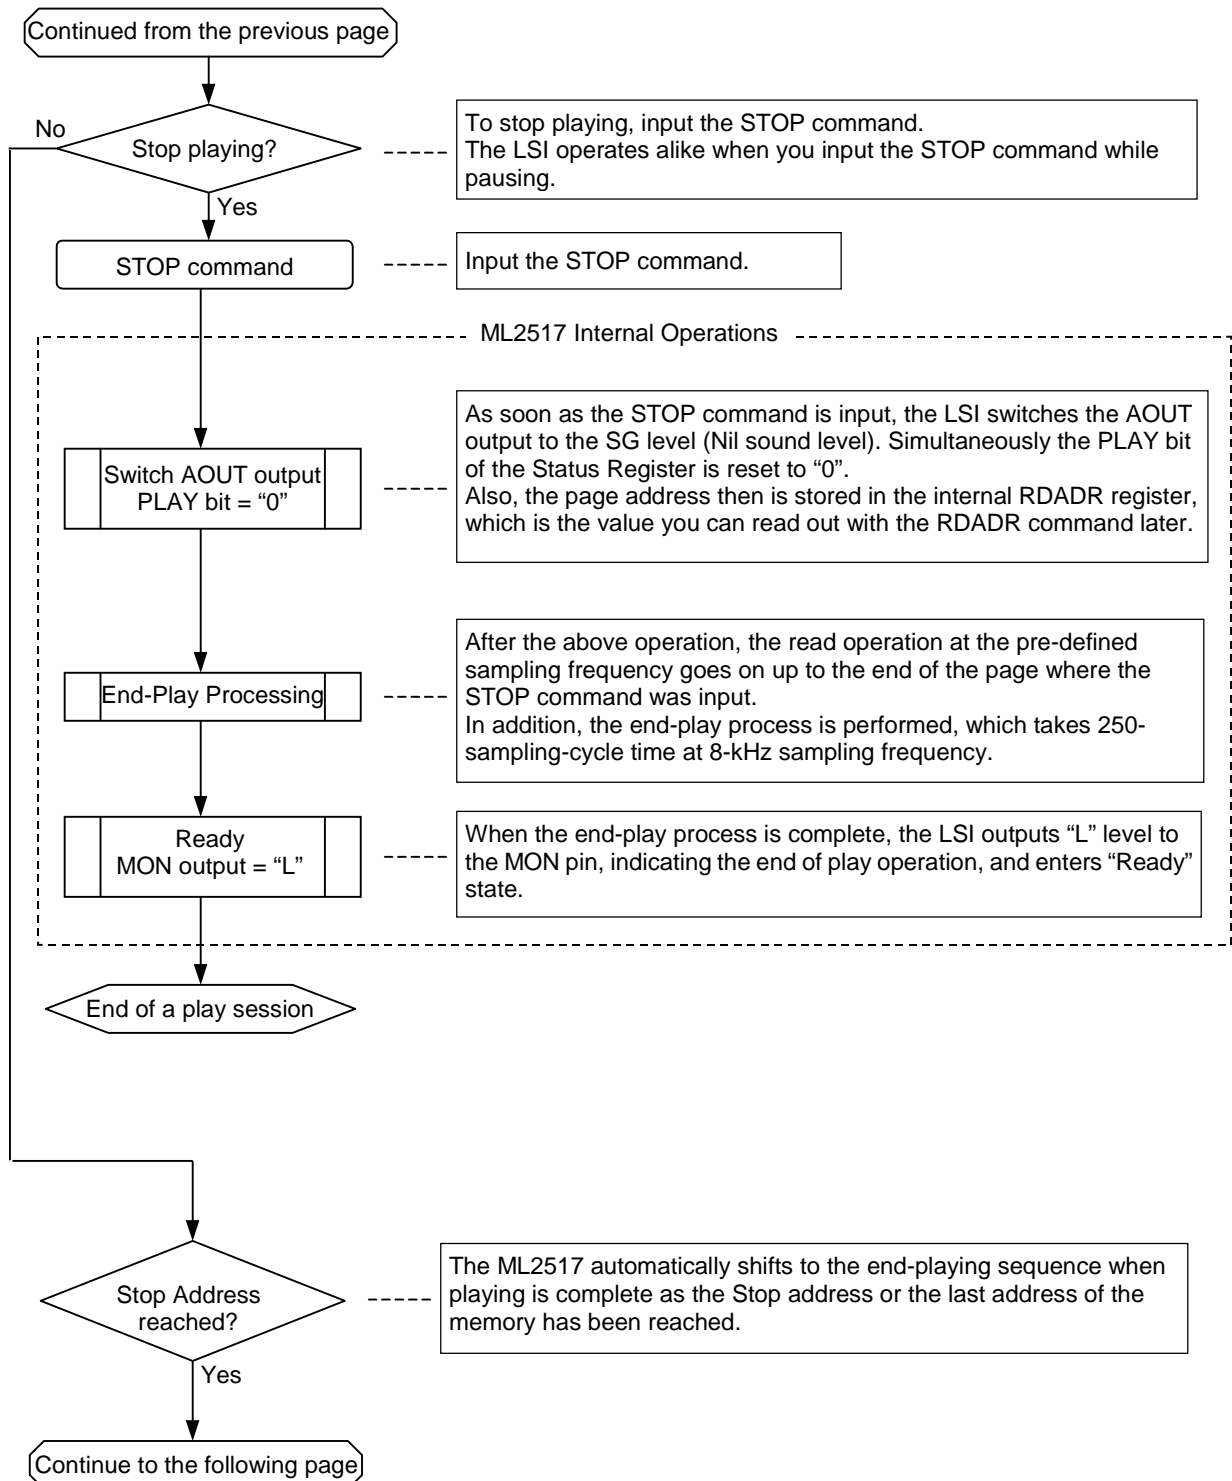 Continued from the previous page
No
Stop playing?
To stop playing, input the STOP command.
The LSI operates alike when you input the STOP command while
pausing.
Yes
STOP command
Input the STOP command.
ML2517 Internal Operations
Switch AOUT output
PLAY bit = “0”
As soon as the STOP command is input, the LSI switches the AOUT
output to the SG level (Nil sound level). Simultaneously the PLAY bit
of the Status Register is reset to “0”.
Also, the page address then is stored in the internal RDADR register,
which is the value you can read out with the RDADR command later.
End-Play Processing
After the above operation, the read operation at the pre-defined
sampling frequency goes on up to the end of the page where the
STOP command was input.
In addition, the end-play process is performed, which takes 250-
sampling-cycle time at 8-kHz sampling frequency.
Ready
MON output = “L”
When the end-play process is complete, the LSI outputs “L” level to
the MON pin, indicating the end of play operation, and enters “Ready”
state.
End of a play session
Stop Address
reached?
The ML2517 automatically shifts to the end-playing sequence when
playing is complete as the Stop address or the last address of the
memory has been reached.
Yes
Continue to the following page